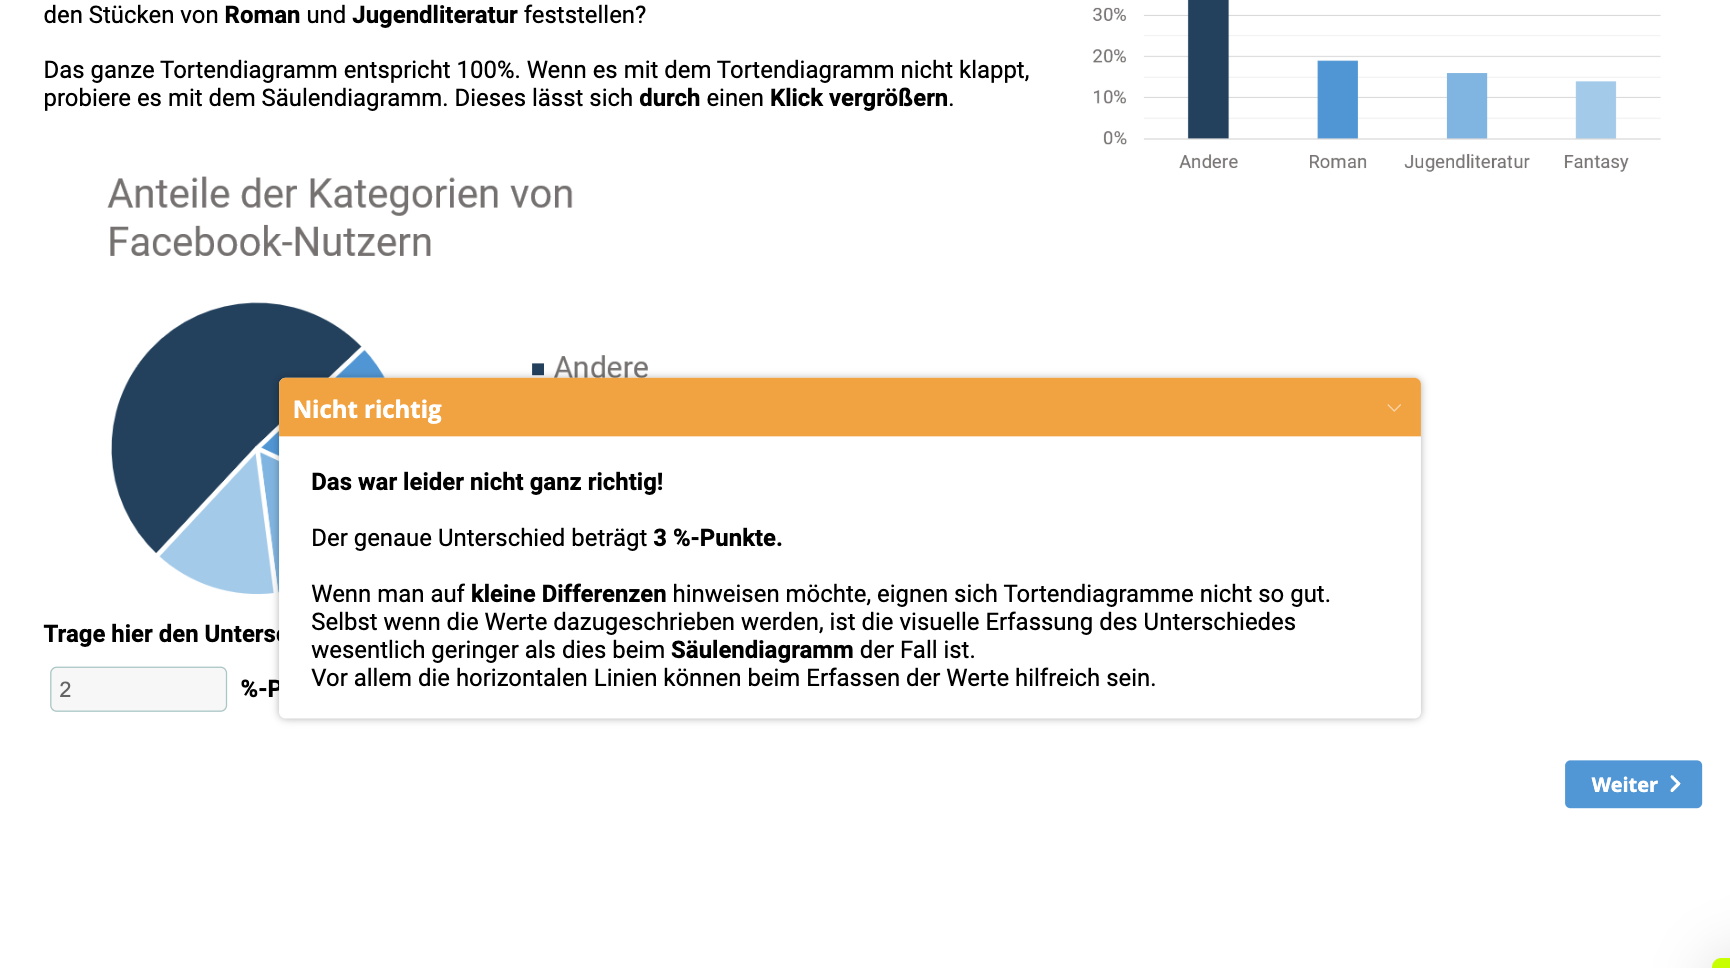 den Stücken von Roman und Jugendliteratur feststellen?
Das ganze Tortendiagramm entspricht 100%. Wenn es mit dem Tortendiagramm nicht klappt,
probiere es mit dem Säulendiagramm. Dieses lässt sich durch einen Klick vergrößern.
30%
20%
10%
0%
Andere
Roman
Jugendliteratur
Fantasy
Anteile der Kategorien von
Facebook-Nutzern
Andere
Nicht richtig
Das war leider nicht ganz richtig!
Der genaue Unterschied beträgt 3 %-Punkte.
Wenn man auf kleine Differenzen hinweisen möchte, eignen sich Tortendiagramme nicht so gut.
Selbst wenn die Werte dazugeschrieben werden, ist die visuelle Erfassung des Unterschiedes
wesentlich geringer als dies beim Säulendiagramm der Fall ist.
Vor allem die horizontalen Linien können beim Erfassen der Werte hilfreich sein.
Trage hier den
2
Weiter